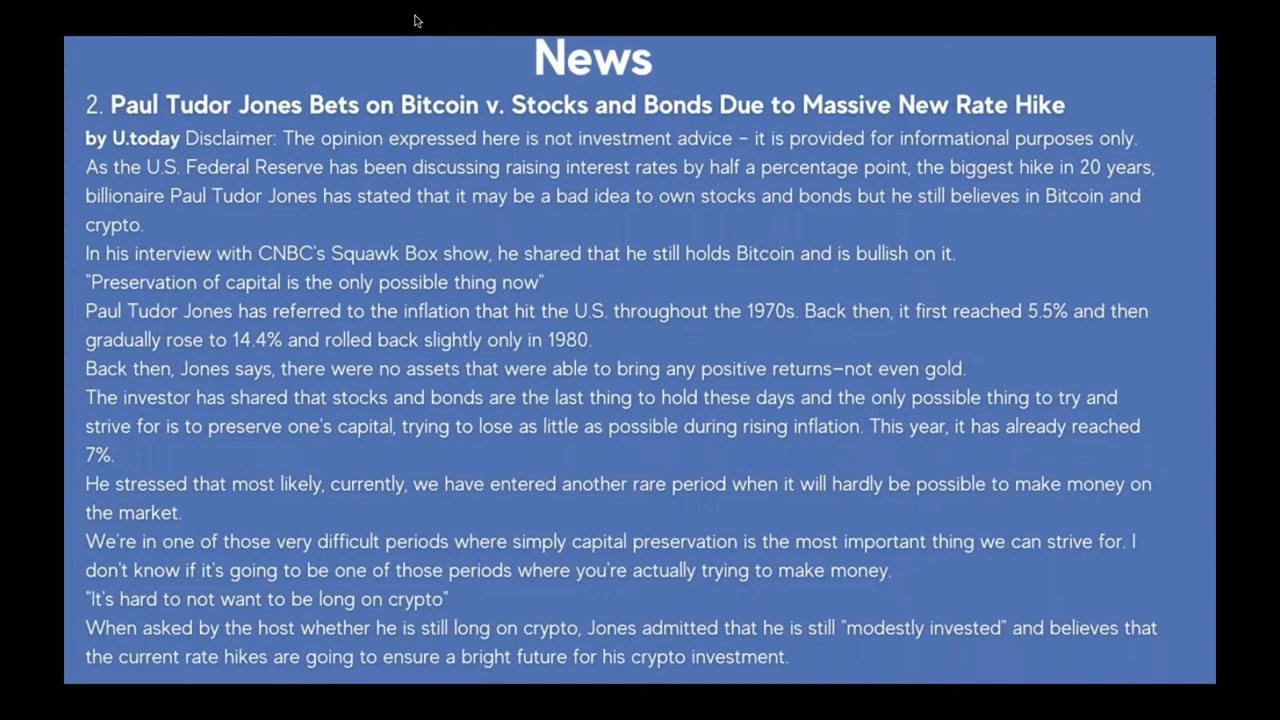 News
2. Paul Tudor Jones Bets on Bitcoin v. Stocks and Bonds Due to Massive New Rate Hike
by U.today Disclaimer: The opinion expressed here is not investment advice – it is provided for informational purposes only.
As the U.S. Federal Reserve has been discussing raising interest rates by half a percentage point, the biggest hike in 20 years,
billionaire Paul Tudor Jones has stated that it may be a bad idea to own stocks and bonds but he still believes in Bitcoin and
crypto.
In his interview with CNBC's Squawk Box show, he shared that he still holds Bitcoin and is bullish on it.
"Preservation of capital is the only possible thing now"
Paul Tudor Jones has referred to the inflation that hit the U.S. throughout the 1970s. Back then, it first reached 5.5% and then
gradually rose to 14.4% and rolled back slightly only in 1980.
Back then, Jones says, there were no assets that were able to bring any positive returns—not even gold.
The investor has shared that stocks and bonds are the last thing to hold these days and the only possible thing to try and
strive for is to preserve one's capital, trying to lose as little as possible during rising inflation. This year, it has already reached
7%.
He stressed that most likely, currently, we have entered another rare period when it will hardly be possible to make money on
the market.
We're in one of those very difficult periods where simply capital preservation is the most important thing we can strive for. I
don't know if it's going to be one of those periods where you're actually trying to make money.
"It's hard to not want to be long on crypto"
When asked by the host whether he is still long on crypto, Jones admitted that he is still "modestly invested" and believes that
the current rate hikes are going to ensure a bright future for his crypto investment.